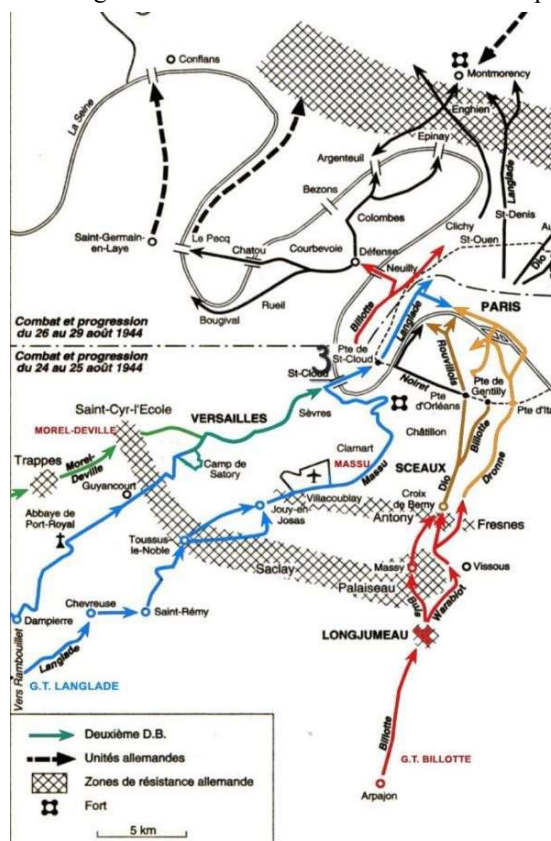 Conflans
Fort
Montmorency
La Seine
Enghien
Epinay
Argenteuil
Langlade
Bezons
St-Denis
Saint-Germain-
en-Laye
Le Pecq
Colombes
Clichy
St-Ouen
Chatou
Courbevoie
Défense
Dio
Au
Neuilly
Rueil
Bougival
Billotte
Langlade
PARIS
Combat et progression
du 26 au 29 août 1944
Combat et progression
du 24 au 25 août 1944
Pte de
St-Cloud
3
St-Cloud
Rouvillois
Noiret
Pte de
Gentilly
Pte d'Orléans
Pte d'It
Saint-Cyr-l'Ecole
VERSAILLES
Sèvres
MOREL-DEVILLE
Châtillon
Billotte
Trappes
Morel-
Deville
Camp de
Satory
Clamart
MASSU
Massu
SCEAUX
Dio
Dronne
Guyancourt
Villacoublay
Croix
de Berny
Abbaye de
Port-Royal
Jouy-en
Josas
Antony
Fresnes
Toussus-
le-Noble
Saclay
Massy
Vissous
Palaiseau
Chevreuse
Saint-Rémy
Dampierre
Buis
Warabiot
LONGJUMEAU
Vers Rambouillet
Langlade
G.T. LANGLADE
Billotte
G.T. BILLOTTE
Arpajon
Deuxième D.B.
Unités allemandes
Zones de résistance allemande
Fort
5 km